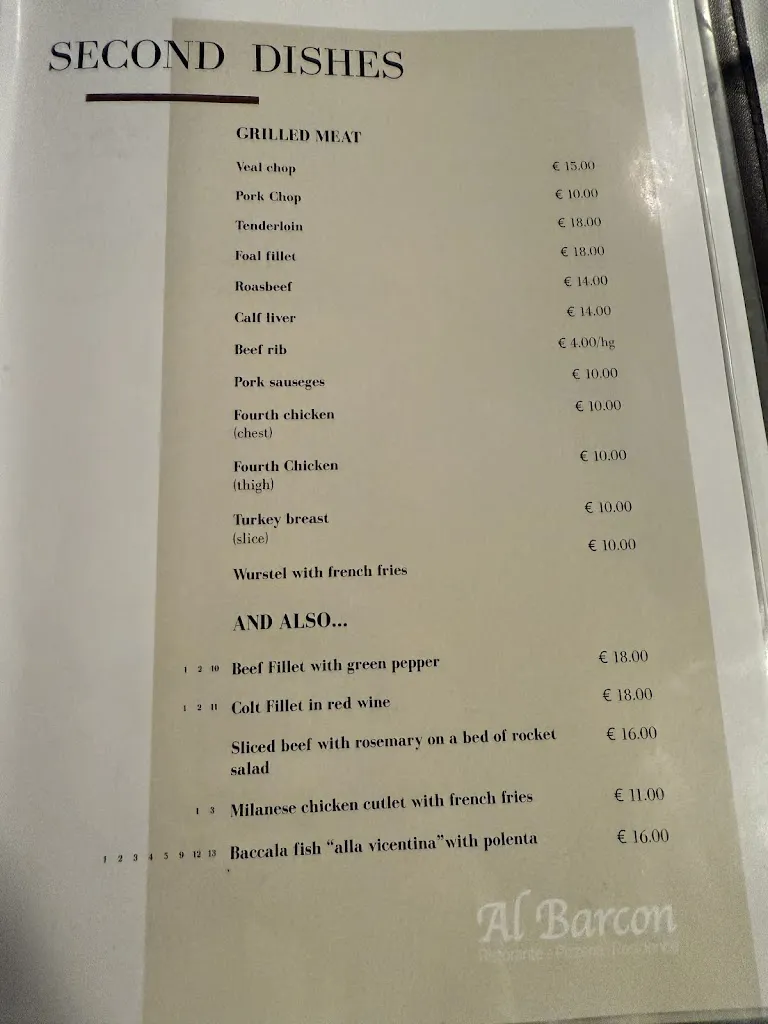 SECOND DISHES
GRILLED MEAT
Veal chop € 15.00
Pork Chop € 10.00
Tenderloin € 18.00
Foal fillet € 18.00
Roasbeef € 14.00
Calf liver € 14.00
Beef rib € 4.00/hg
Pork sauseges € 10.00
Fourth chicken € 10.00
(chest)
Fourth Chicken € 10.00
(thigh)
Turkey breast € 10.00
(slice)
Wurstel with french fries € 10.00
AND ALSO...
1 2 10 Beef Fillet with green pepper € 18.00
1 2 11 Colt Fillet in red wine € 18.00
Sliced beef with rosemary on a bed of rocket € 16.00
salad
1 3 Milanese chicken cutlet with french fries € 11.00
1 2 3 4 5 9 12 13 Baccala fish “alla vicentina”with polenta € 16.00
Al Barcon
Ristorante - Pizzeria - Residence